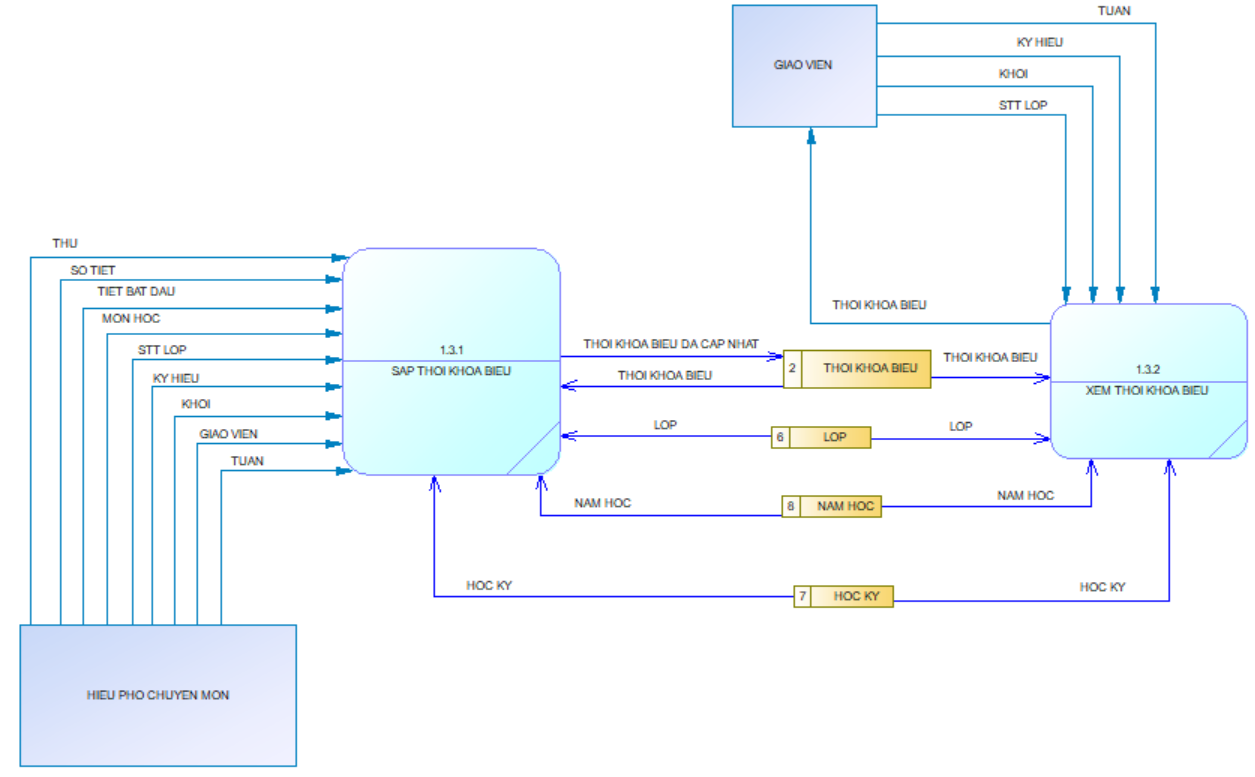 TUAN
KY HIEU
GIAO VIEN
KHOI
STT LOP
THU
SO TIET
TIET BAT DAU
THOI KHOA BIEU
MON HOC
1.3.1
THOI KHOA BIEU DA CAP NHAT
STT LOP
SAP THOI KHOA BIEU
2 THOI KHOA BIEU
THOI KHOA BIEU
1.3.2
THOI KHOA BIEU
KY HIEU
XEM THOI KHOA BIEU
KHOI
LOP
6 LOP
LOP
GIAO VIEN
TUAN
NAM HOC
8 NAM HOC
NAM HOC
HOC KY
7 HOC KY
HOC KY
HIEU PHO CHUYEN MON